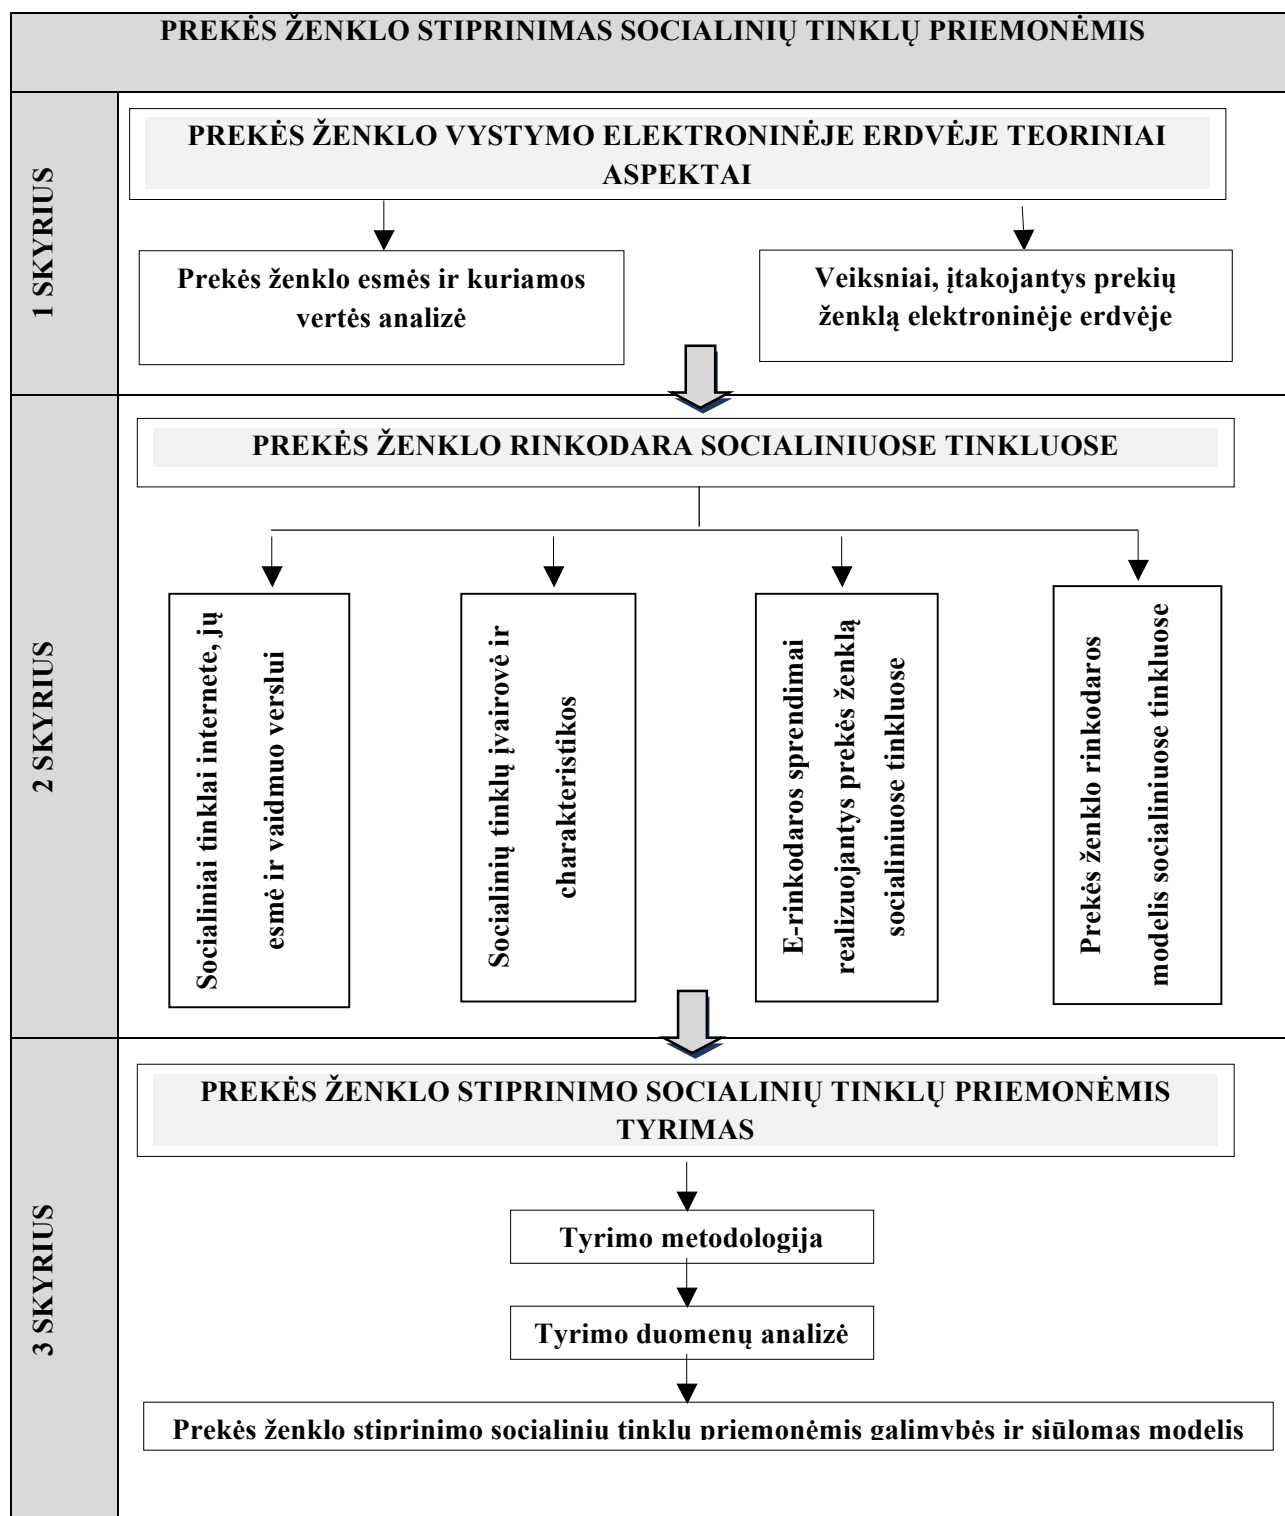 PREKĖS ŽENKLO STIPRINIMAS SOCIALINIŲ TINKLŲ PRIEMONĖMIS
1 SKYRIUS
PREKĖS ŽENKLO VYSTYMO ELEKTRONINĖJE ERDVĖJE TEORINIAI
ASPEKTAI
Prekės ženklo esmės ir kuriamos
vertės analizė
Veiksniai, įtakojantys prekių
ženklą elektroninėje erdvėje
2 SKYRIUS
PREKĖS ŽENKLO RINKODARA SOCIALINIUOSE TINKLUOSE
Socialiniai tinklai internete, jų
esmė ir vaidmuo verslui
Socialinių tinklų įvairovė ir
charakteristikos
E-rinkodaros sprendimai
realizuojantys prekės ženklą
socialiniuose tinkluose
Prekės ženklo rinkodaros
modelis socialiniuose tinkluose
3 SKYRIUS
PREKĖS ŽENKLO STIPRINIMO SOCIALINIŲ TINKLŲ PRIEMONĖMIS
TYRIMAS
Tyrimo metodologija
Tyrimo duomenų analizė
Prekės ženklo stiprinimo socialinių tinklų priemonėmis galimybės ir siūlomas modelis